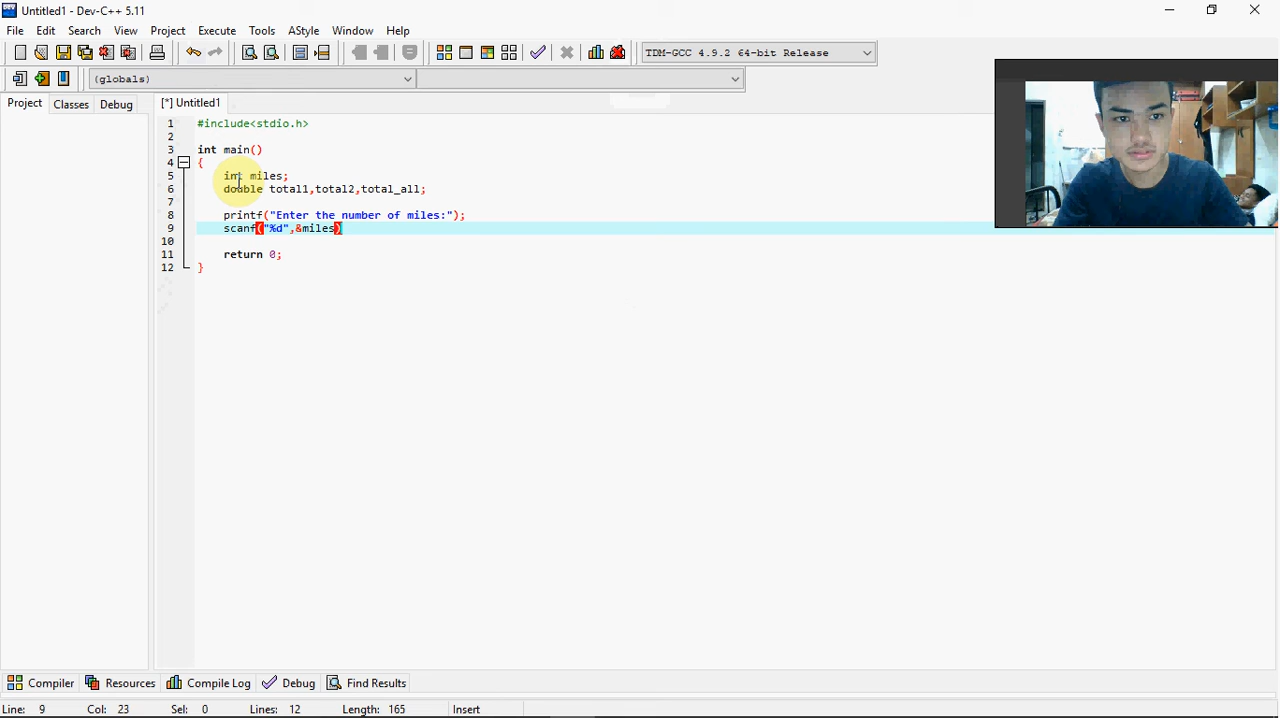 Untitled1 - Dev-C++ 5.11
File Edit Search View Project Execute Tools AStyle Window Help
TDM-GCC 4.9.2 64-bit Release
(globals)
Project Classes Debug [*] Untitled1
1 #include<stdio.h>
2
3 int main()
4 {
5 int miles;
6 double total1,total2,total_all;
7
8 printf("Enter the number of miles:");
9 scanf("%d",&miles)
10
11 return 0;
12 }
Compiler Resources Compile Log Debug Find Results
Line: 9 Col: 23 Sel: 0 Lines: 12 Length: 165 Insert